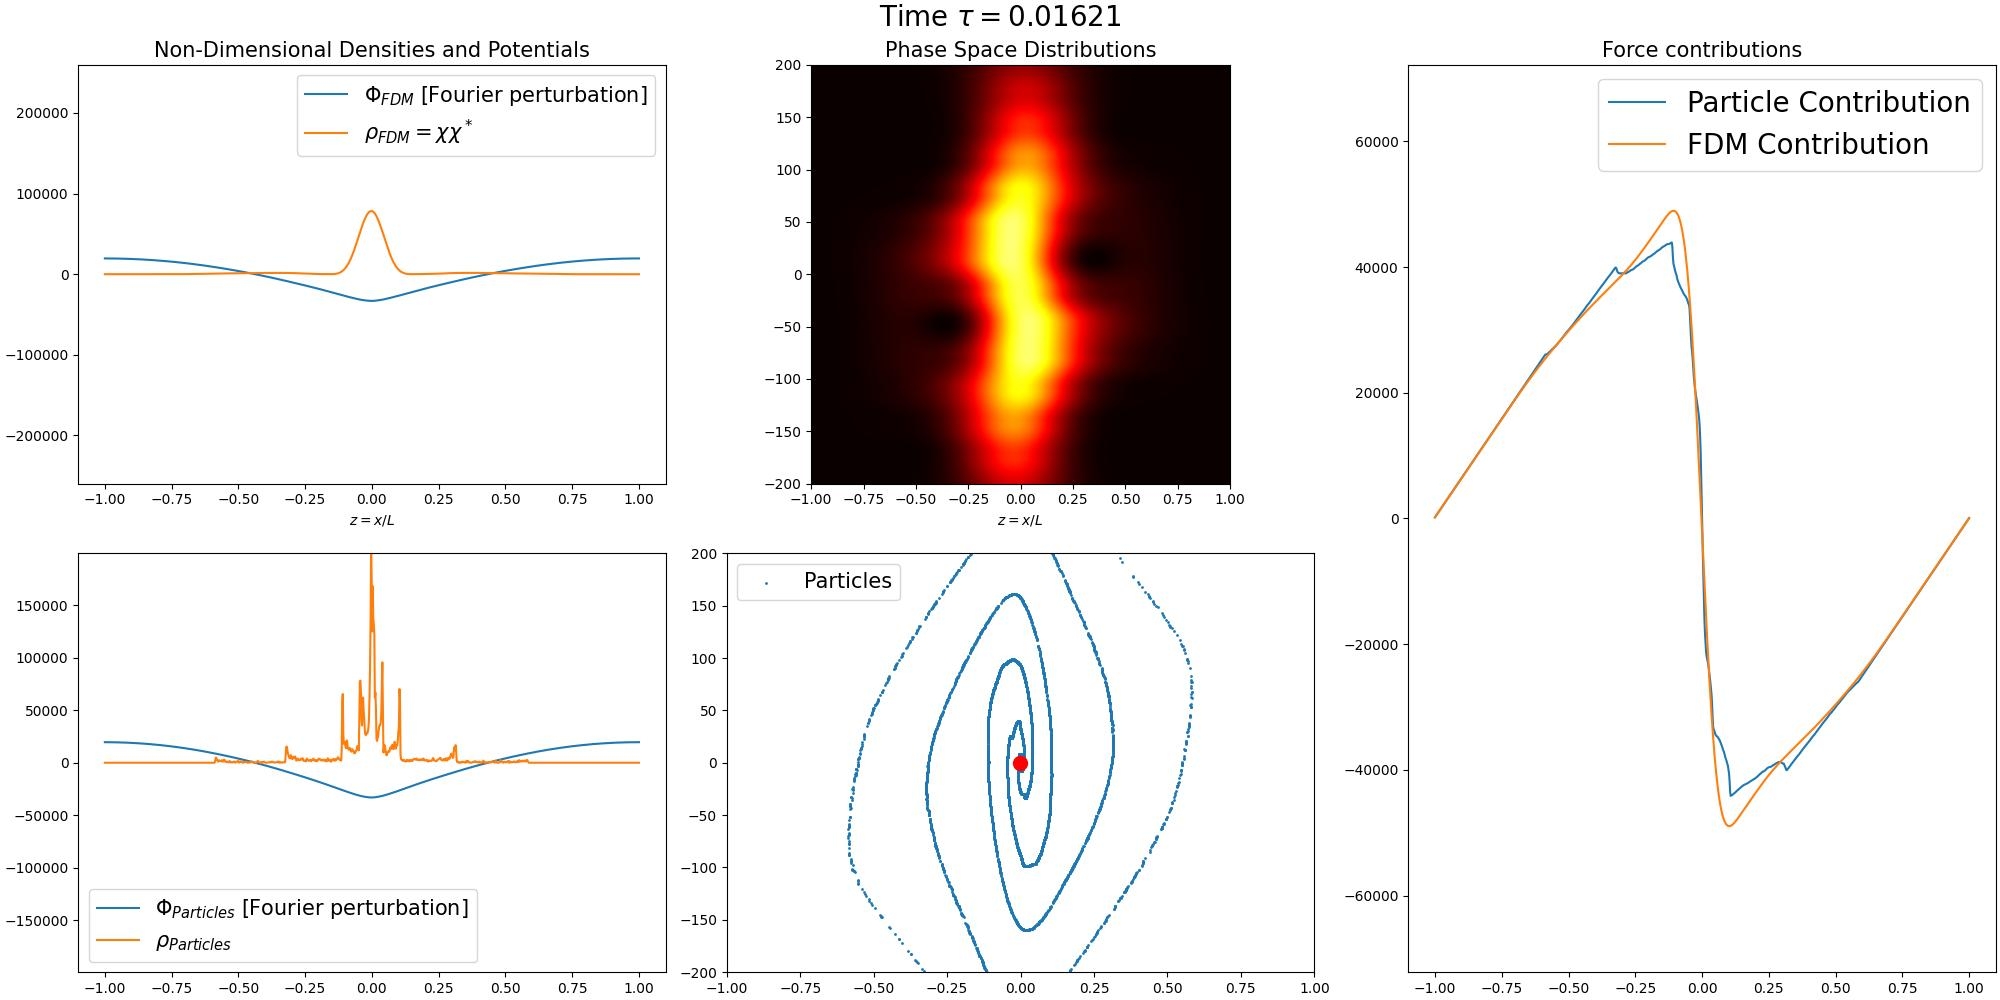 Time τ = 0.01621
Non-Dimensional Densities and Potentials
Φ_FDM [Fourier perturbation]
ρ_FDM = χχ*
200000
100000
0
−100000
−200000
−1.00 −0.75 −0.50 −0.25 0.00 0.25 0.50 0.75 1.00
z = x/L
Phase Space Distributions
200
150
100
50
0
−50
−100
−150
−200
−1.00 −0.75 −0.50 −0.25 0.00 0.25 0.50 0.75 1.00
z = x/L
Force contributions
Particle Contribution
FDM Contribution
60000
40000
20000
0
−20000
−40000
−60000
−1.00 −0.75 −0.50 −0.25 0.00 0.25 0.50 0.75 1.00
150000
100000
50000
0
−50000
−100000
−150000
Φ_Particles [Fourier perturbation]
ρ_Particles
−1.00 −0.75 −0.50 −0.25 0.00 0.25 0.50 0.75 1.00
Particles
200
150
100
50
0
−50
−100
−150
−200
−1.00 −0.75 −0.50 −0.25 0.00 0.25 0.50 0.75 1.00